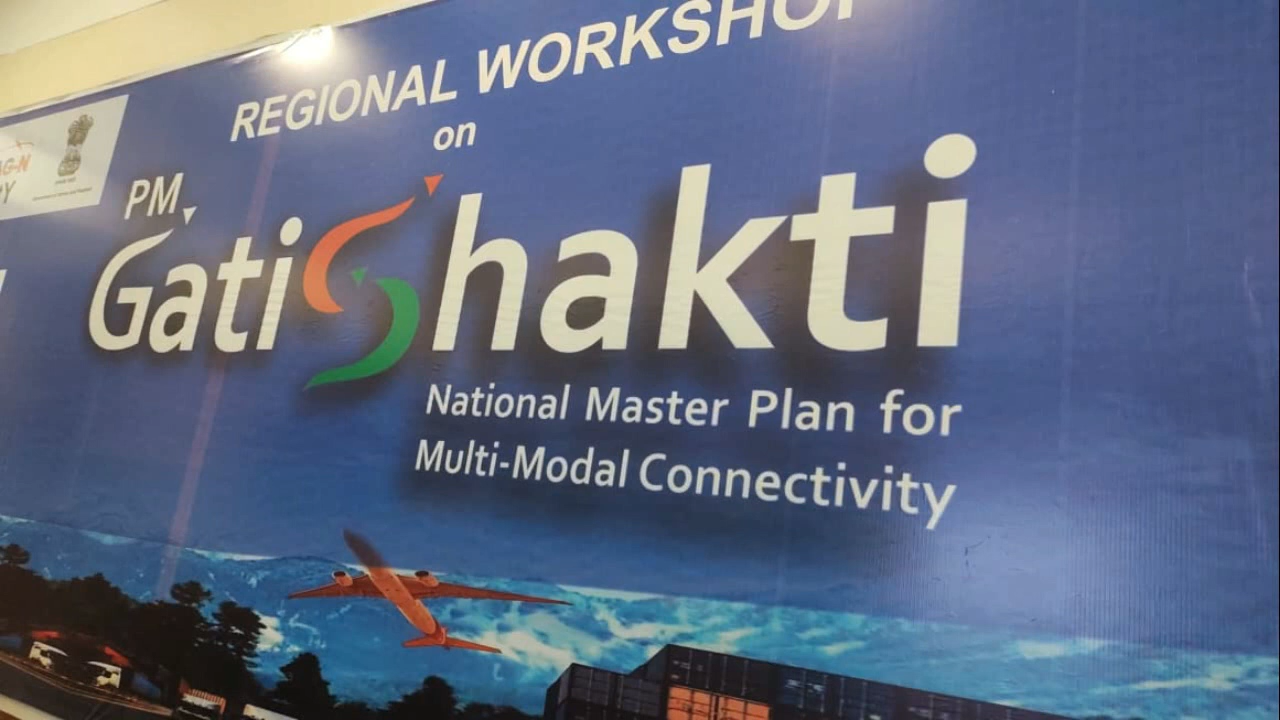 REGIONAL WORKSHOP
on
PM
GatiShakti
National Master Plan for
Multi-Modal Connectivity